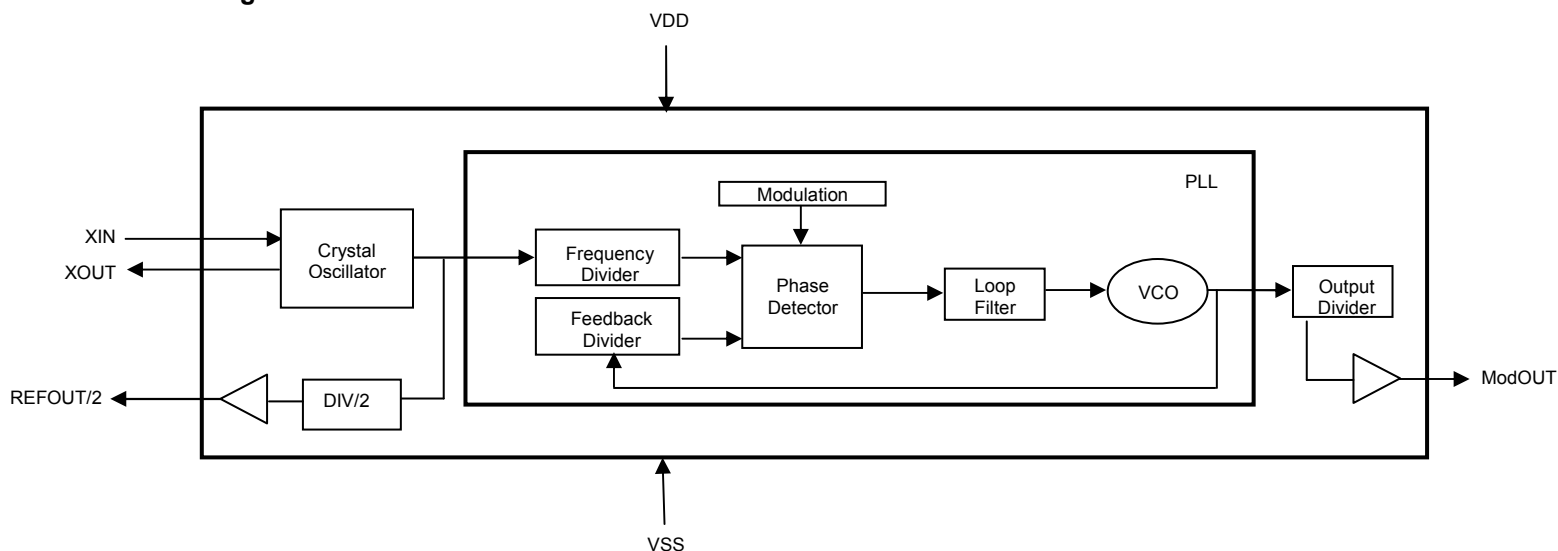 VDD
PLL
Modulation
XIN
XOUT
Crystal
Oscillator
Frequency
Divider
Feedback
Divider
Phase
Detector
Loop
Filter
VCO
Output
Divider
REFOUT/2
DIV/2
ModOUT
VSS